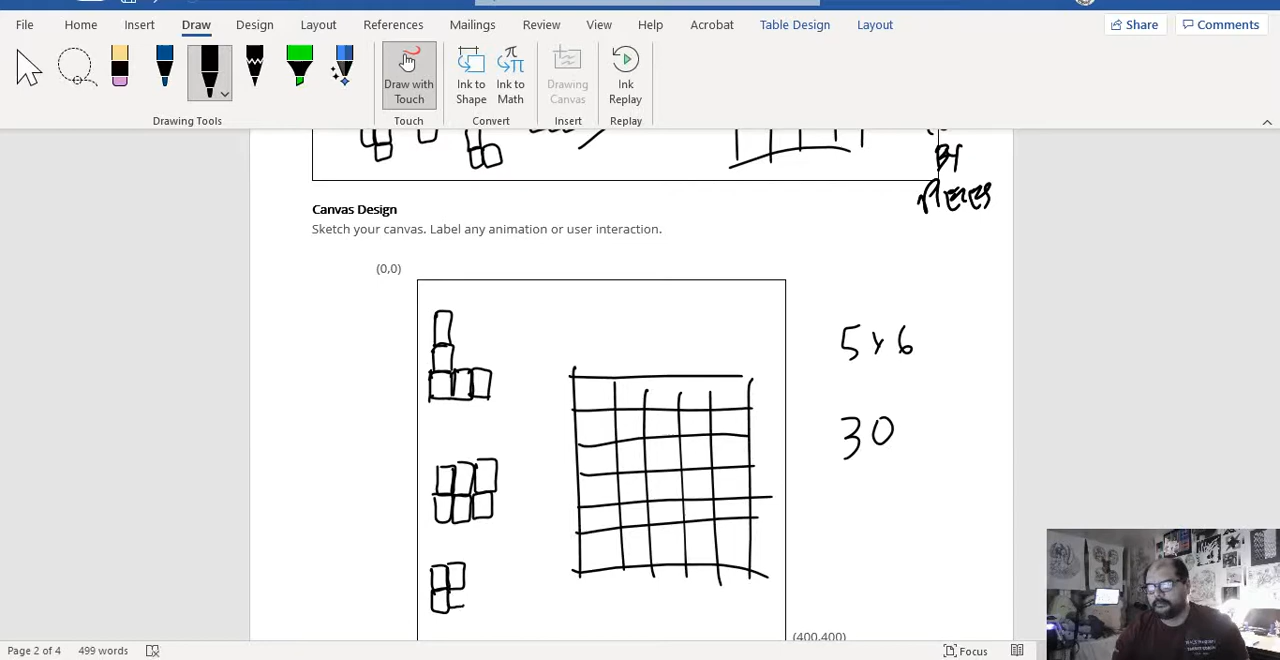 File Home Insert Draw Design Layout References Mailings Review View Help Acrobat Table Design Layout Share Comments
Draw with Touch
Ink to Shape
Ink to Math
Drawing Canvas
Ink Replay
Drawing Tools Touch Convert Insert Replay
BY
PIECES
Canvas Design
Sketch your canvas. Label any animation or user interaction.
(0,0)
5 x 6
30
(400,400)
Page 2 of 4 499 words Focus